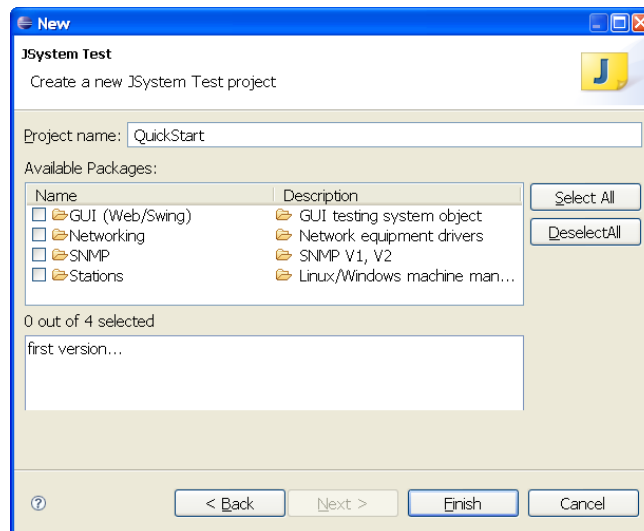 New
JSystem Test
Create a new JSystem Test project
J
Project name: QuickStart
Available Packages:
Name Description
GUI (Web/Swing) GUI testing system object
Networking Network equipment drivers
SNMP SNMP V1, V2
Stations Linux/Windows machine man...
Select All
DeselectAll
0 out of 4 selected
first version...
? < Back Next > Finish Cancel